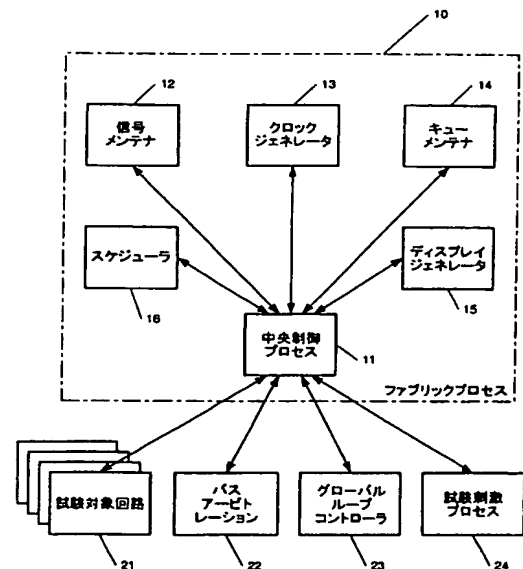 10
12
13
14
信号
メンテナ
クロック
ジェネレータ
キュー
メンテナ
スケジューラ
ディスプレイ
ジェネレータ
16
15
中央制御
プロセス
11
ファブリックプロセス
試験対象回路
バス
アービト
レーション
グローバル
ループ
コントローラ
試験刺激
プロセス
21
22
23
24